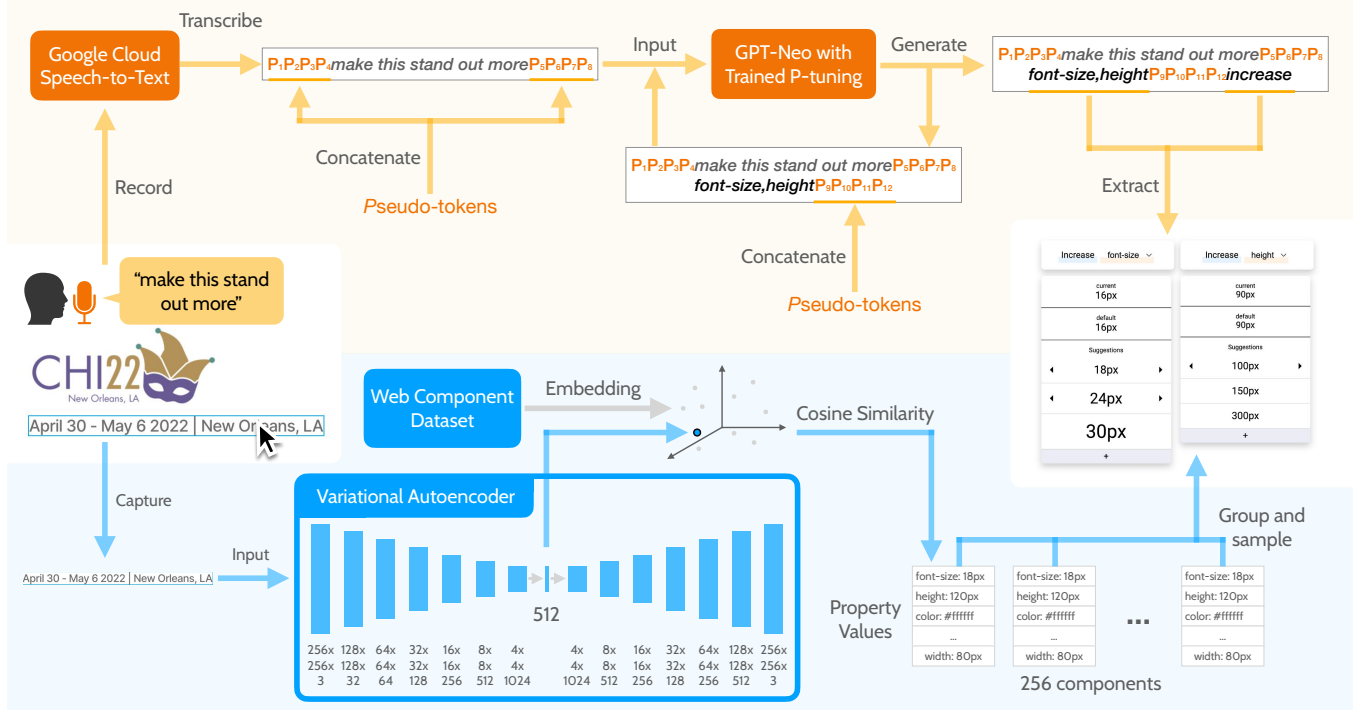 Transcribe
Google Cloud
Speech-to-Text
P₁P₂P₃P₄make this stand out moreP₅P₆P₇P₈
Input
GPT-Neo with
Trained P-tuning
Generate
P₁P₂P₃P₄make this stand out moreP₅P₆P₇P₈
font-size,heightP₉P₁₀P₁₁P₁₂increase
Concatenate
Pseudo-tokens
P₁P₂P₃P₄make this stand out moreP₅P₆P₇P₈
font-size,heightP₉P₁₀P₁₁P₁₂
Concatenate
Pseudo-tokens
Record
Extract
"make this stand
out more"
CHI22
New Orleans, LA
April 30 - May 6 2022 | New Orleans, LA
Increase font-size
current
16px
default
16px
Suggestions
18px
24px
30px
+
Increase height
current
90px
default
90px
Suggestions
100px
150px
300px
+
Web Component
Dataset
Embedding
Cosine Similarity
Capture
April 30 - May 6 2022 | New Orleans, LA
Input
Variational Autoencoder
512
256x 128x 64x 32x 16x 8x 4x 4x 8x 16x 32x 64x 128x 256x
256x 128x 64x 32x 16x 8x 4x 4x 8x 16x 32x 64x 128x 256x
3 32 64 128 256 512 1024 1024 512 256 128 256 512 3
Group and
sample
Property
Values
font-size: 18px
height: 120px
color: #ffffff
...
width: 80px
font-size: 18px
height: 120px
color: #ffffff
...
width: 80px
...
font-size: 18px
height: 120px
color: #ffffff
...
width: 80px
256 components